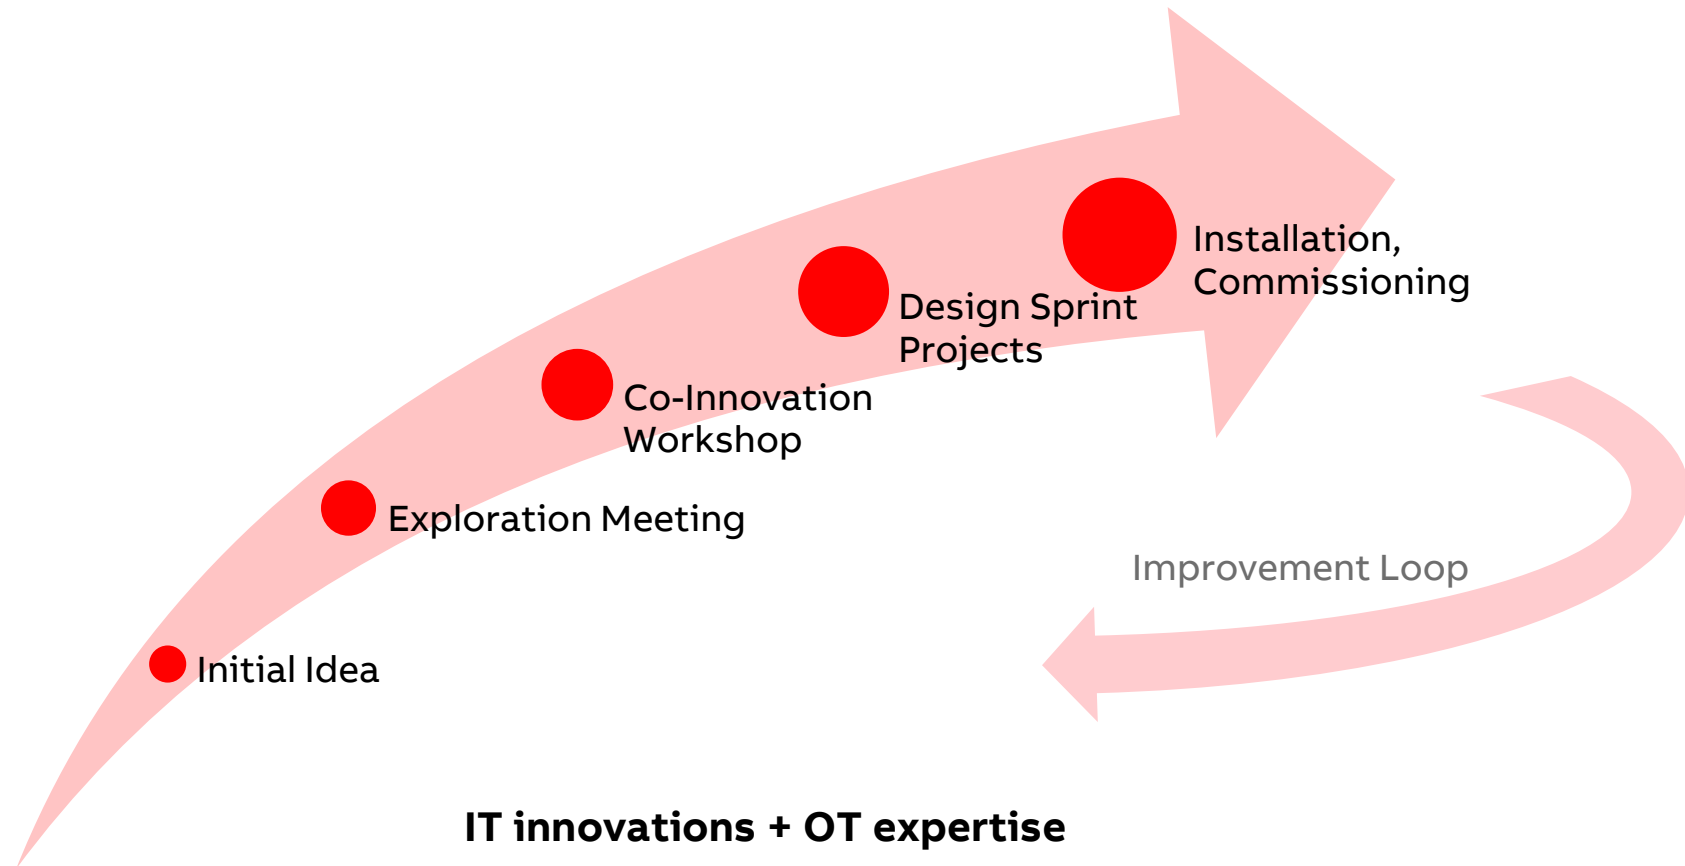 Installation,
Commissioning
Design Sprint
Projects
Co-Innovation
Workshop
Exploration Meeting
Improvement Loop
Initial Idea
IT innovations + OT expertise